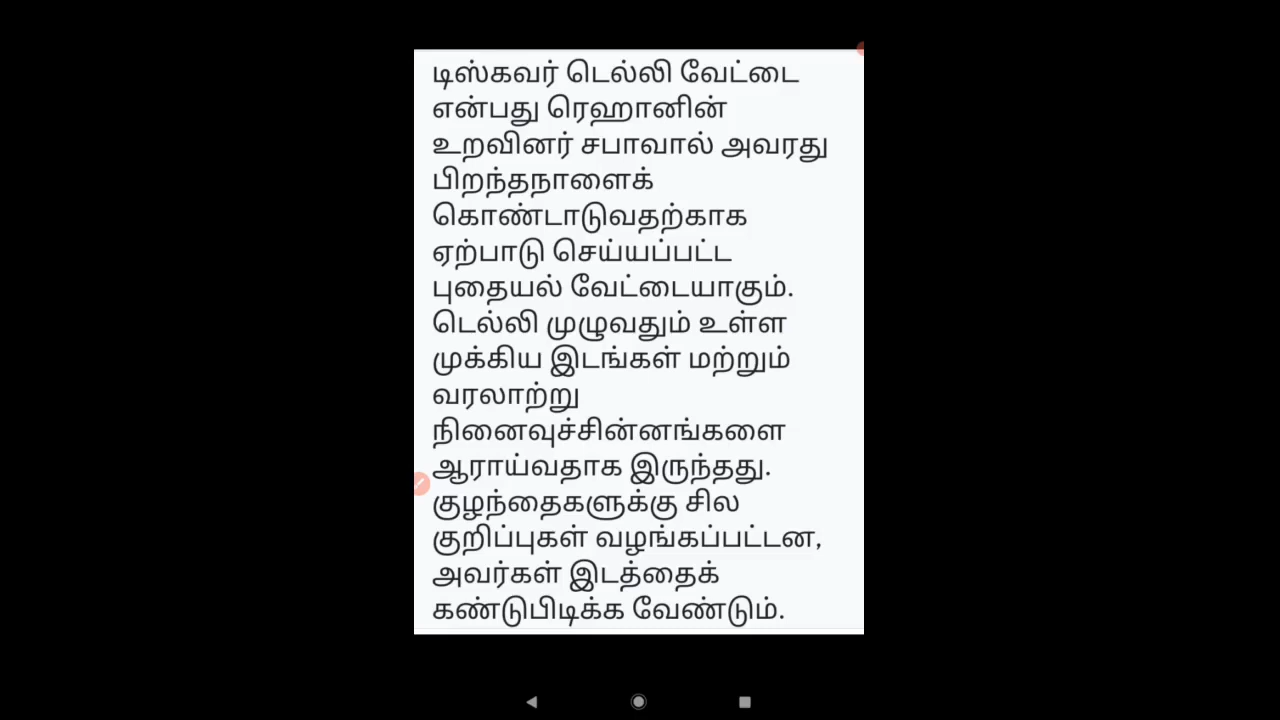 டிஸ்கவர் டெல்லி வேட்டை
என்பது ரெஹானின்
உறவினர் சபாவால் அவரது
பிறந்தநாளைக்
கொண்டாடுவதற்காக
ஏற்பாடு செய்யப்பட்ட
புதையல் வேட்டையாகும்.
டெல்லி முழுவதும் உள்ள
முக்கிய இடங்கள் மற்றும்
வரலாற்று
நினைவுச்சின்னங்களை
ஆராய்வதாக இருந்தது.
குழந்தைகளுக்கு சில
குறிப்புகள் வழங்கப்பட்டன,
அவர்கள் இடத்தைக்
கண்டுபிடிக்க வேண்டும்.